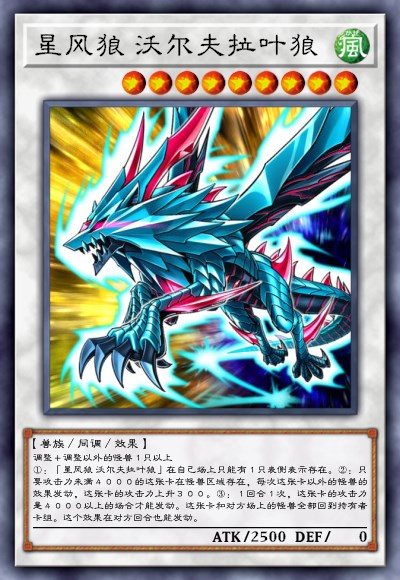 星风狼 沃尔夫拉叶狼
風
【兽族／同调／效果】
调整＋调整以外的怪兽１只以上
①：「星风狼 沃尔夫拉叶狼」在自己场上只能有１只表侧表示存在。②：只
要攻击力未满４０００的这张卡在怪兽区域存在，每次这张卡以外的怪兽的
效果发动，这张卡的攻击力上升３００。③：１回合１次，这张卡的攻击力
是４０００以上的场合才能发动。这张卡和对方场上的怪兽全部回到持有者
卡组。这个效果在对方回合也能发动。
ATK/2500 DEF/ 0